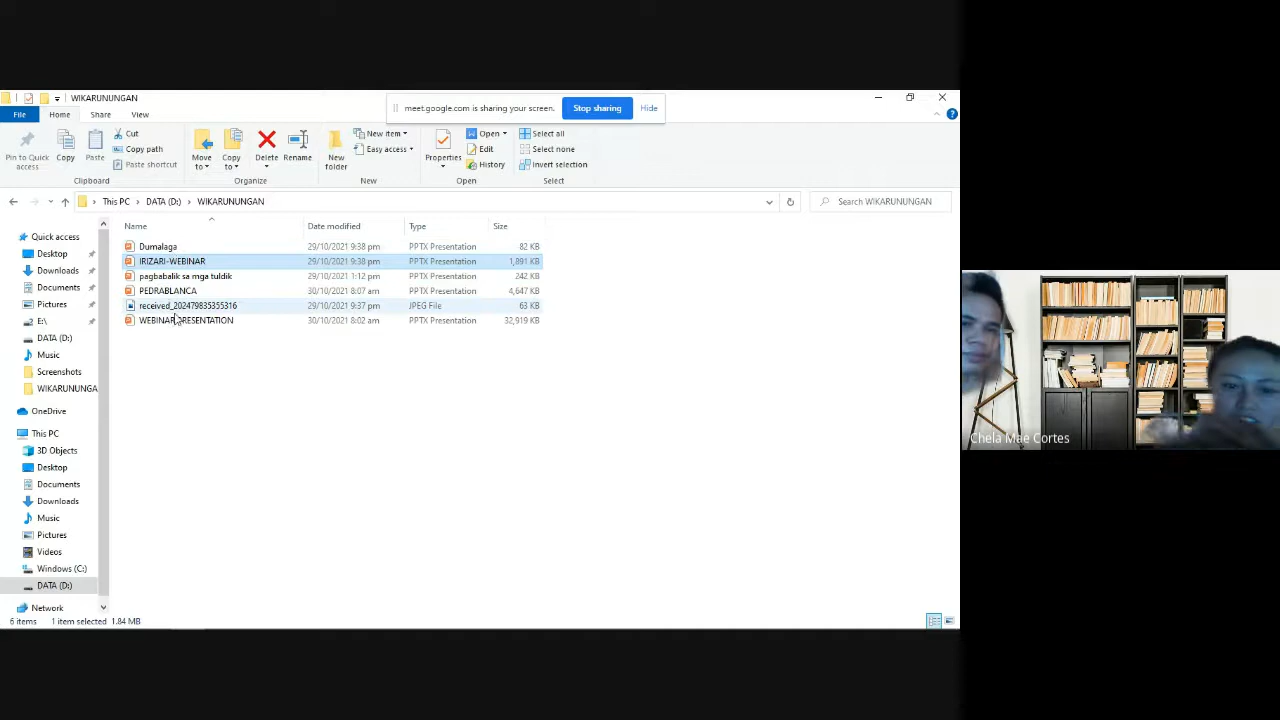 WIKARUNUNGAN
meet.google.com is sharing your screen. Stop sharing Hide
File Home Share View
Pin to Quick access
Copy
Paste
Cut
Copy path
Paste shortcut
Clipboard
Move to
Copy to
Delete
Rename
Organize
New folder
New item
Easy access
New
Properties
Open
Edit
History
Open
Select all
Select none
Invert selection
Select
This PC > DATA (D:) > WIKARUNUNGAN
Search WIKARUNUNGAN
Name Date modified Type Size
Dumalaga 29/10/2021 9:38 pm PPTX Presentation 82 KB
IRIZARI-WEBINAR 29/10/2021 9:38 pm PPTX Presentation 1,891 KB
pagbabalik sa mga tuldik 29/10/2021 1:12 pm PPTX Presentation 242 KB
PEDRABLANCA 30/10/2021 8:07 am PPTX Presentation 4,647 KB
received_202479835355316 29/10/2021 9:37 pm JPEG File 63 KB
WEBINAR PRESENTATION 30/10/2021 8:02 am PPTX Presentation 32,919 KB
Quick access
Desktop
Downloads
Documents
Pictures
E:\
DATA (D:)
Music
Screenshots
WIKARUNUNGA
OneDrive
This PC
3D Objects
Desktop
Documents
Downloads
Music
Pictures
Videos
Windows (C:)
DATA (D:)
Network
6 items 1 item selected 1.84 MB
Chela Mae Cortes